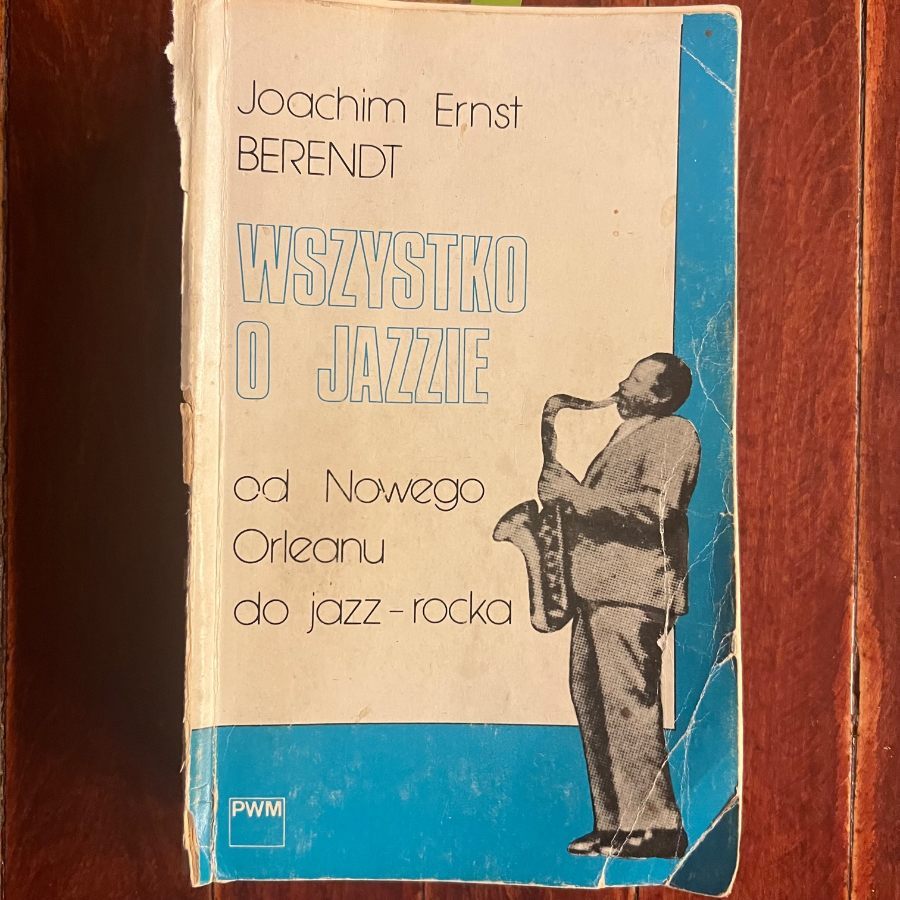 Joachim Ernst
BERENDT
WSZYSTKO
O JAZZIE
od Nowego
Orleanu
do jazz-rocka
PWM